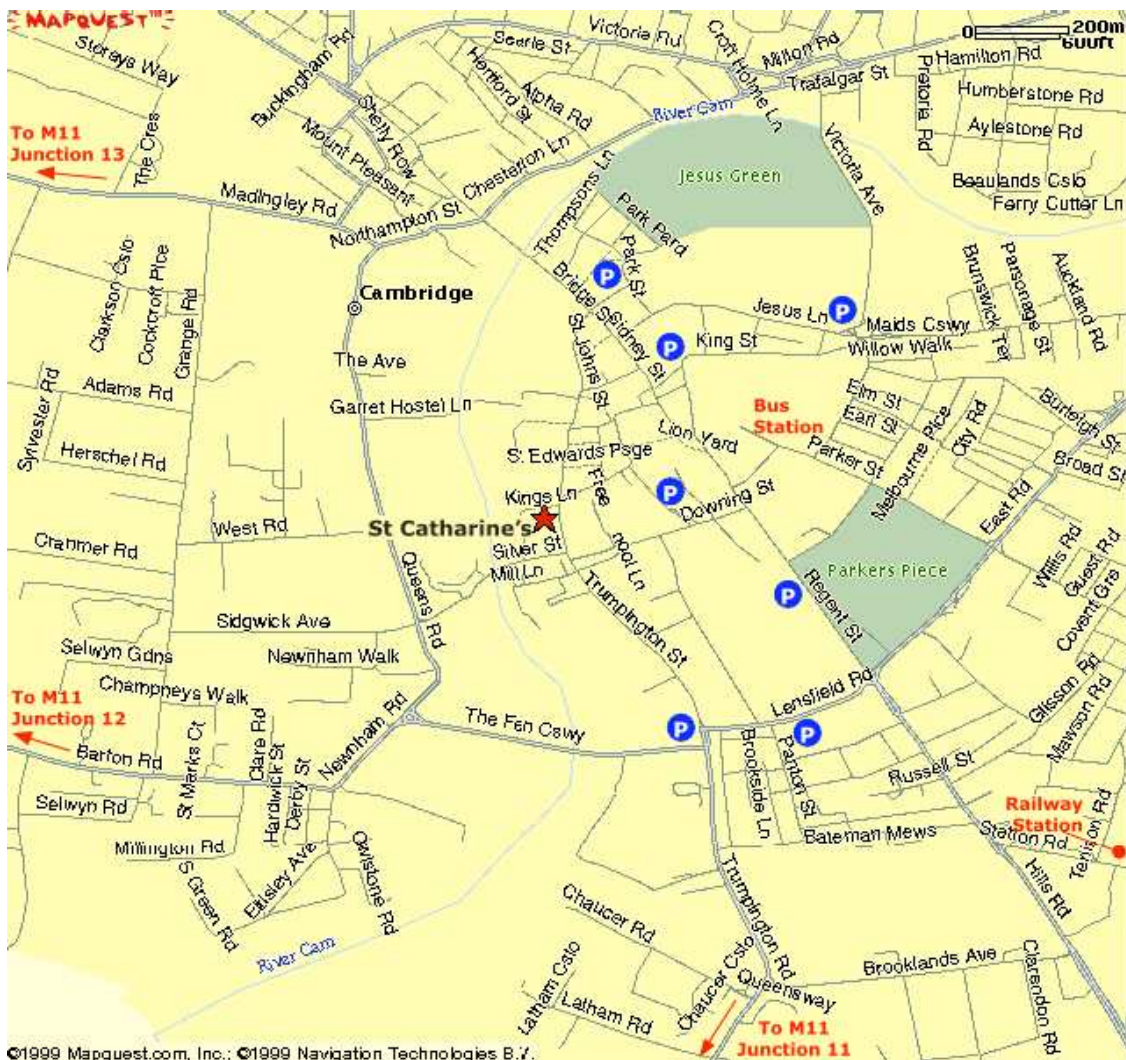 MAPQUEST™
0 200m
600ft
Storeys Way
Buckingham Rd
Searle St
Victoria Rd
Croft Holme Ln
Milton Rd
Trafalgar St
Hamilton Rd
Pretoria Rd
Humberstone Rd
Aylestone Rd
Hertford St
Alpha Rd
River Cam
Shelly Row
Mount Pleasant
Victoria Ave
To M11
Junction 13
The Cres
Madingley Rd
Northampton St
Chesterton Ln
Thompsons Ln
Jesus Green
Beaulands Cslo
Ferry Cutter Ln
Park Pard
Park St
P
Bridge St
Sidney St
Cambridge
Clarkson Cslo
Cockcroft Plce
Grange Rd
Jesus Ln
P
Maids Cswy
Willow Walk
Brunswick Ter
Parsonage St
Auckland Rd
King St
P
St. Johns St
The Ave
Adams Rd
Garret Hostel Ln
Sylvester Rd
Herschel Rd
Elm St
Earl St
Bus
Station
Parker St
Melbourne Plce
City Rd
Burleigh St
Broad St
Lion Yard
St. Edwards Psge
Free
Kings Ln
P
Downing St
East Rd
West Rd
St Catharine's
Silver St
Mill Ln
Cranmer Rd
Queens Rd
hool Ln
Trumpington St
Parkers Piece
P
Regent St
Willis Rd
Guest Rd
Covent Gre
Sidgwick Ave
Selwyn Gdns
Newnham Walk
Champneys Walk
To M11
Junction 12
Barton Rd
St Marks Ct
Clare Rd
Hardwick St
Derby St
Newnham Rd
The Fen Cswy
P
Lensfield Rd
P
Glisson Rd
Mawson Rd
Brookside Ln
Panton St
Russell St
Selwyn Rd
Millington Rd
S Green Rd
Eltisley Ave
Owlstone Rd
Bateman Mews
Railway
Station
Station Rd
Tenison Rd
Hills Rd
Trumpington Rd
River Cam
Chaucer Rd
Latham Cslo
Latham Rd
Chaucer Cslo
Queensway
Brooklands Ave
Clarendon Rd
To M11
Junction 11
©1999 Mapquest.com, Inc.; ©1999 Navigation Technologies B.V.